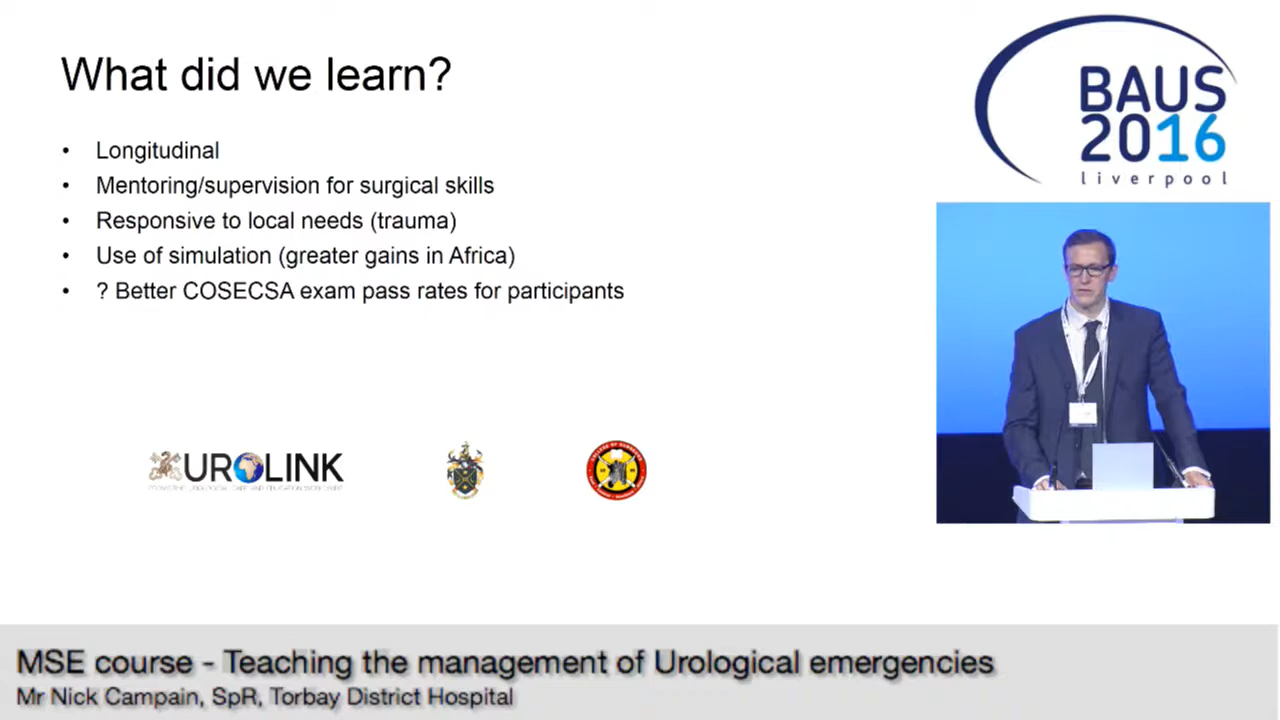 What did we learn?
• Longitudinal
• Mentoring/supervision for surgical skills
• Responsive to local needs (trauma)
• Use of simulation (greater gains in Africa)
• ? Better COSECSA exam pass rates for participants
UROLINK
BAUS
2016
liverpool
MSE course - Teaching the management of Urological emergencies
Mr Nick Campain, SpR, Torbay District Hospital